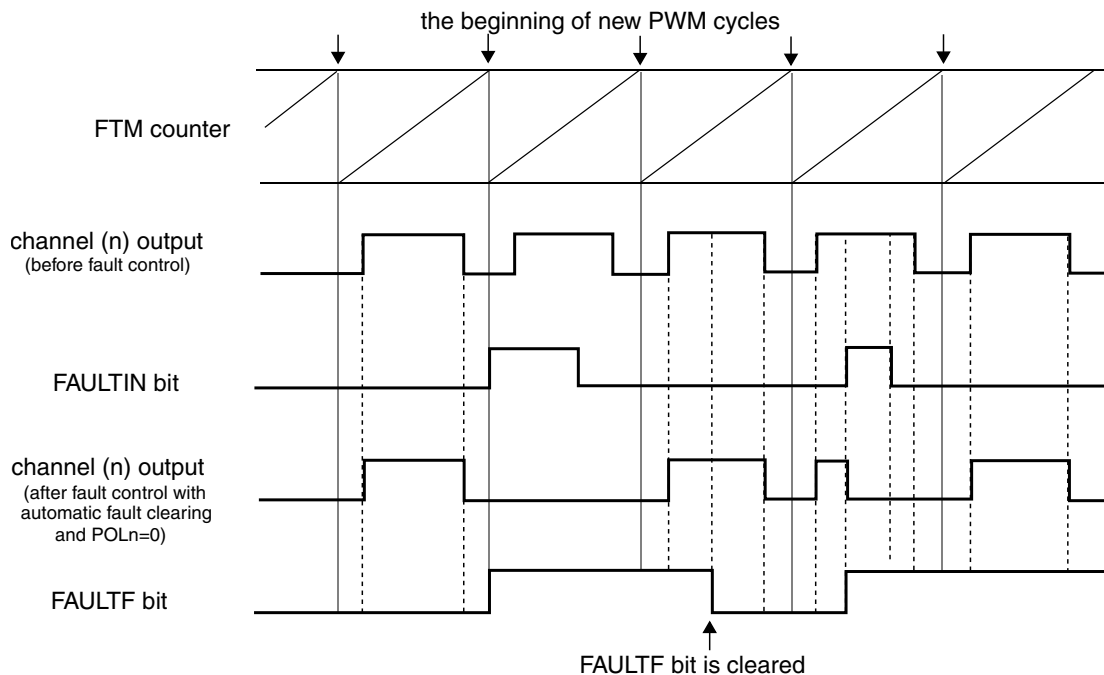 the beginning of new PWM cycles
FTM counter
channel (n) output
(before fault control)
FAULTIN bit
channel (n) output
(after fault control with
automatic fault clearing
and POLn=0)
FAULTF bit
FAULTF bit is cleared